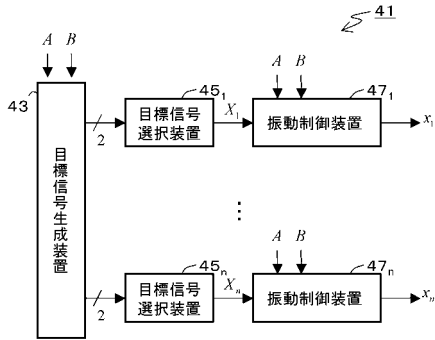 41
A B
43
目標信号生成装置
2
45₁
目標信号
選択装置
X₁
A B
47₁
振動制御装置
x₁
⋮
2
45ₙ
目標信号
選択装置
Xₙ
A B
47ₙ
振動制御装置
xₙ